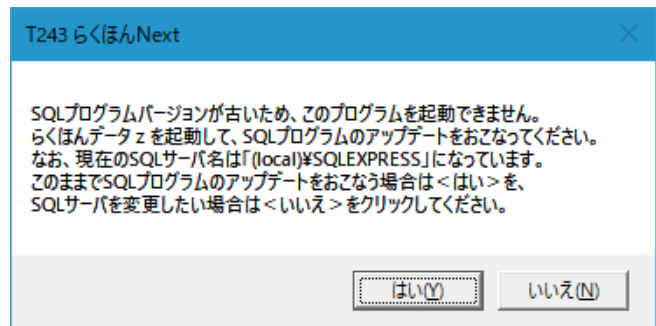 T243 らくほんNext
SQLプログラムバージョンが古いため、このプログラムを起動できません。
らくほんデータｚを起動して、SQLプログラムのアップデートをおこなってください。
なお、現在のSQLサーバ名は「(local)¥SQLEXPRESS」になっています。
このままでSQLプログラムのアップデートをおこなう場合は＜はい＞を、
SQLサーバを変更したい場合は＜いいえ＞をクリックしてください。
はい(Y)
いいえ(N)